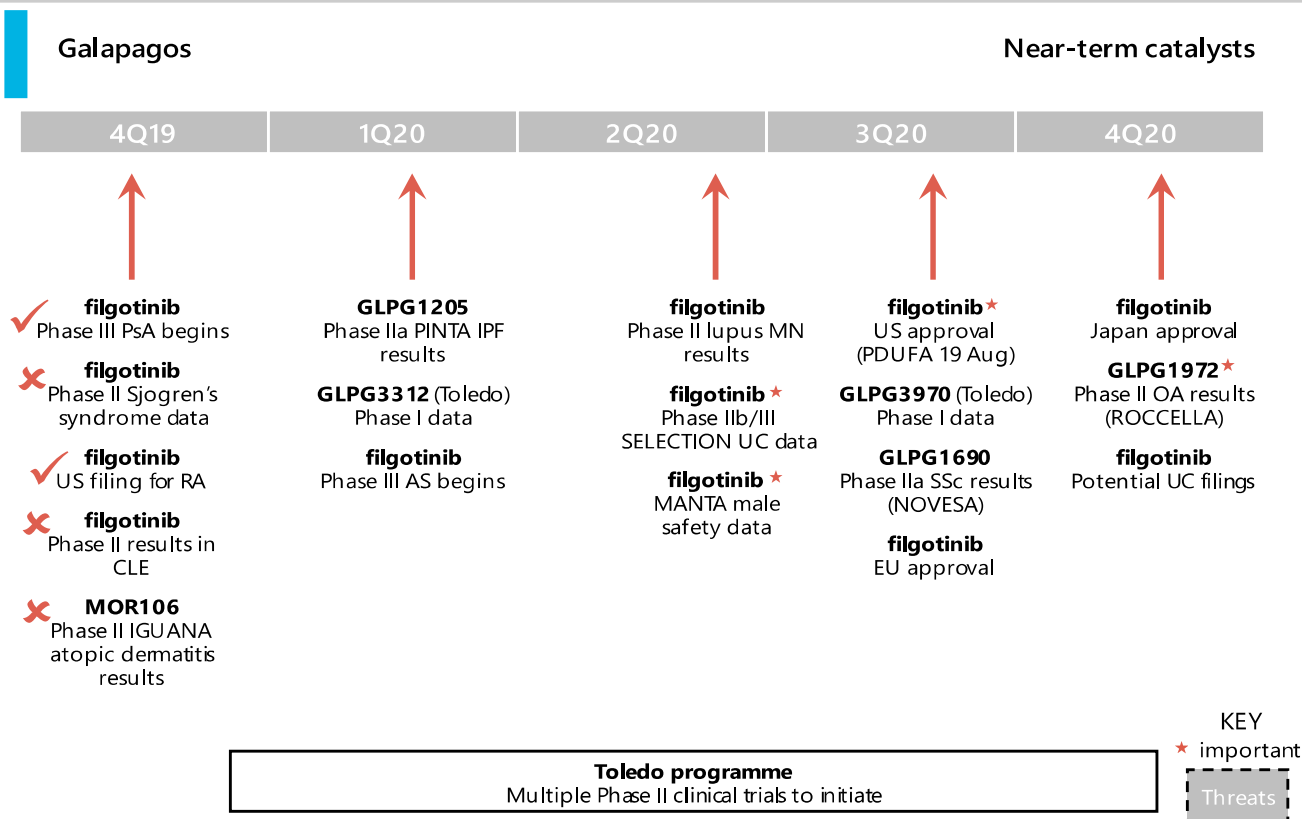 Galapagos
Near-term catalysts
4Q19
1Q20
2Q20
3Q20
4Q20
filgotinib
Phase III PsA begins
filgotinib
Phase II Sjogren's
syndrome data
filgotinib
US filing for RA
filgotinib
Phase II results in
CLE
MOR106
Phase II IGUANA
atopic dermatitis
results
GLPG1205
Phase IIa PINTA IPF
results
GLPG3312 (Toledo)
Phase I data
filgotinib
Phase III AS begins
filgotinib
Phase II lupus MN
results
filgotinib ★
Phase IIb/III
SELECTION UC data
filgotinib ★
MANTA male
safety data
filgotinib ★
US approval
(PDUFA 19 Aug)
GLPG3970 (Toledo)
Phase I data
GLPG1690
Phase IIa SSc results
(NOVESA)
filgotinib
EU approval
filgotinib
Japan approval
GLPG1972 ★
Phase II OA results
(ROCCELLA)
filgotinib
Potential UC filings
Toledo programme
Multiple Phase II clinical trials to initiate
KEY
★ important
Threats